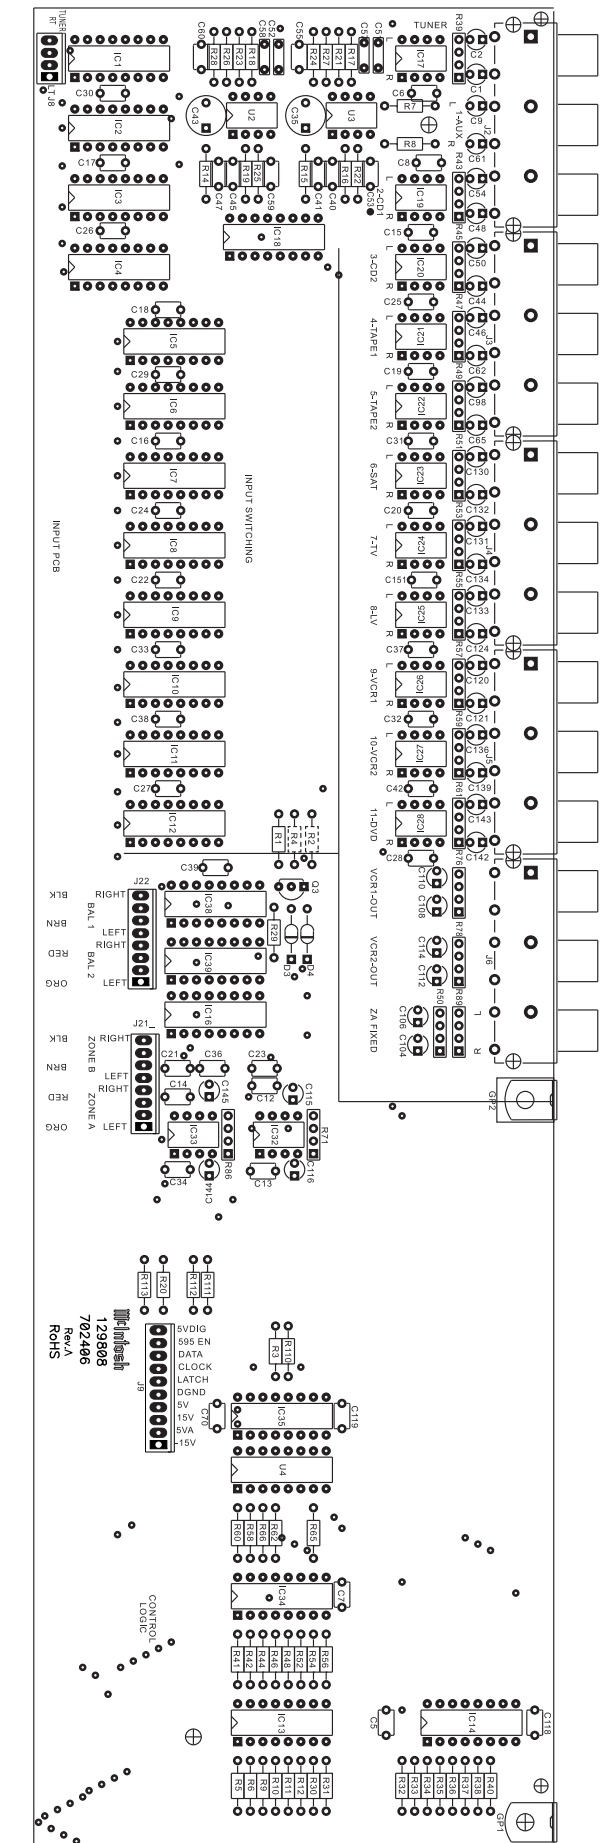 TUNER
RT
LT J8
IC1
C30
IC2
C17
IC3
C26
IC4
C60
R28
R26
R23
R18
C58
C52
C55
R24
R27
R21
R17
C43
U2
C35
U3
R14
C47
C45
R19
R25
C59
R15
C41
C40
R16
R22
C53
2-CD1
IC18
TUNER
R39
IC17
L
R
C2
C1
C6
R7
L
1-AUX
J2
C9
R8
R
C61
C8
R43
IC19
L
R
C54
C48
C15
R45
3-CD2
IC20
L
R
C50
C44
C25
R47
4-TAPE1
IC21
L
R
C46
J3
C62
C19
R49
5-TAPE2
IC22
L
R
C98
C65
C31
R51
6-SAT
IC23
L
R
C130
C132
C20
R53
7-TV
IC24
L
R
C131
J4
C134
C151
R55
8-LV
IC25
L
R
C133
C124
C37
R57
9-VCR1
IC26
L
R
C120
C121
C32
R59
10-VCR2
IC27
L
R
C136
J5
C139
C42
R61
11-DVD
IC28
L
R
C143
C142
C28
R76
C18
IC5
C29
IC6
C16
IC7
C24
IC8
C22
IC9
C33
IC10
C38
IC11
C27
IC12
INPUT SWITCHING
INPUT PCB
R1
R4
R2
C39
Q3
IC38
R29
D3
D4
IC39
IC16
VCR1-OUT
C110
C108
R78
VCR2-OUT
C114
C112
J6
R50
R89
ZA FIXED
C106
C104
L
R
J22
RIGHT
LEFT
RIGHT
LEFT
BAL 1
BAL 2
BLK
BRN
RED
ORG
J21
RIGHT
LEFT
RIGHT
LEFT
ZONE B
ZONE A
BLK
BRN
RED
ORG
C21
C36
C23
C14
C145
C12
C115
IC33
R86
IC32
R71
C34
C144
C13
C116
GP2
R113
R20
R112
R111
McIntosh
129808
702406
Rev.A
RoHS
5VDIG
595 EN
DATA
CLOCK
LATCH
DGND
5V
15V
5VA
-15V
J9
R3
R110
C70
IC35
C119
U4
R60
R58
R66
R62
R65
IC34
R41
R42
R44
R46
R48
R52
R54
R56
CONTROL
LOGIC
IC13
C5
IC14
C118
R5
R6
R9
R10
R11
R12
R30
R31
R32
R33
R34
R35
R36
R37
R38
R40
GP1